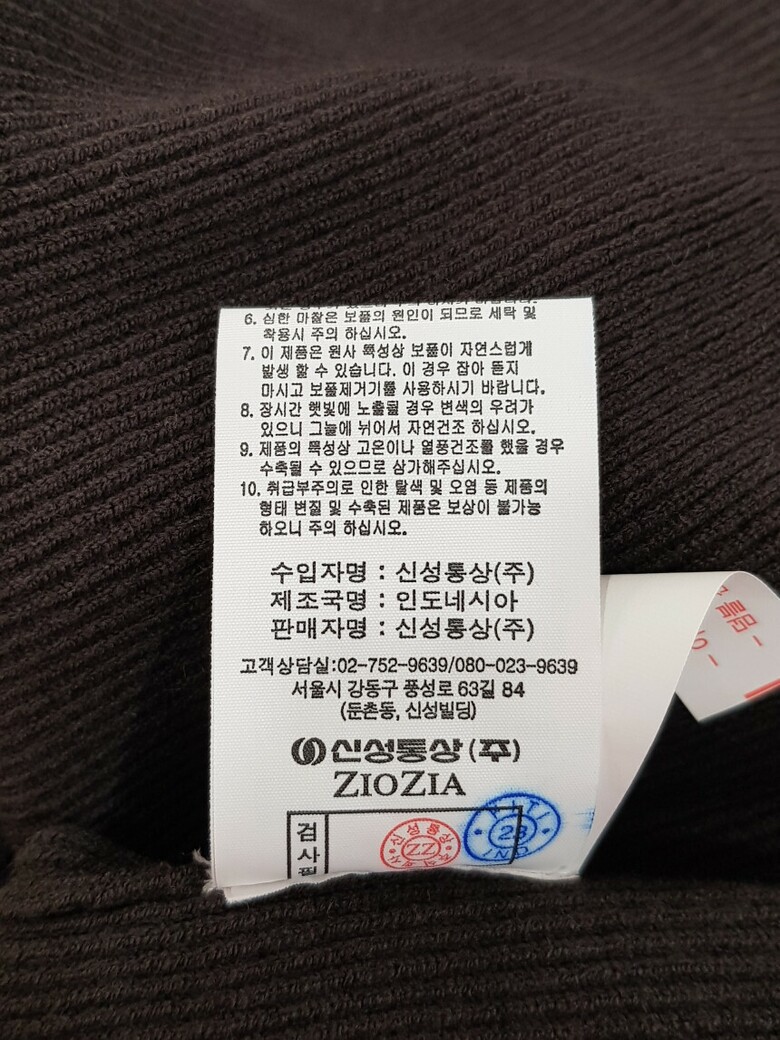 6. 심한 마찰은 보풀의 원인이 되므로 세탁 및
착용시 주의 하십시오.
7. 이 제품은 원사 특성상 보풀이 자연스럽게
발생 할 수 있습니다. 이 경우 잡아 뜯지
마시고 보풀제거기를 사용하시기 바랍니다.
8. 장시간 햇빛에 노출될 경우 변색의 우려가
있으니 그늘에 뉘어서 자연건조 하십시오.
9. 제품의 특성상 고온이나 열풍건조를 했을 경우
수축될 수 있으므로 삼가해주십시오.
10. 취급부주의로 인한 탈색 및 오염 등 제품의
형태 변질 및 수축된 제품은 보상이 불가능
하오니 주의 하십시오.
수입자명 : 신성통상(주)
제조국명 : 인도네시아
판매자명 : 신성통상(주)
고객상담실:02-752-9639/080-023-9639
서울시 강동구 풍성로 63길 84
(둔촌동, 신성빌딩)
신성통상(주)
ZIOZIA
검사필
신성통상
ZZ
28